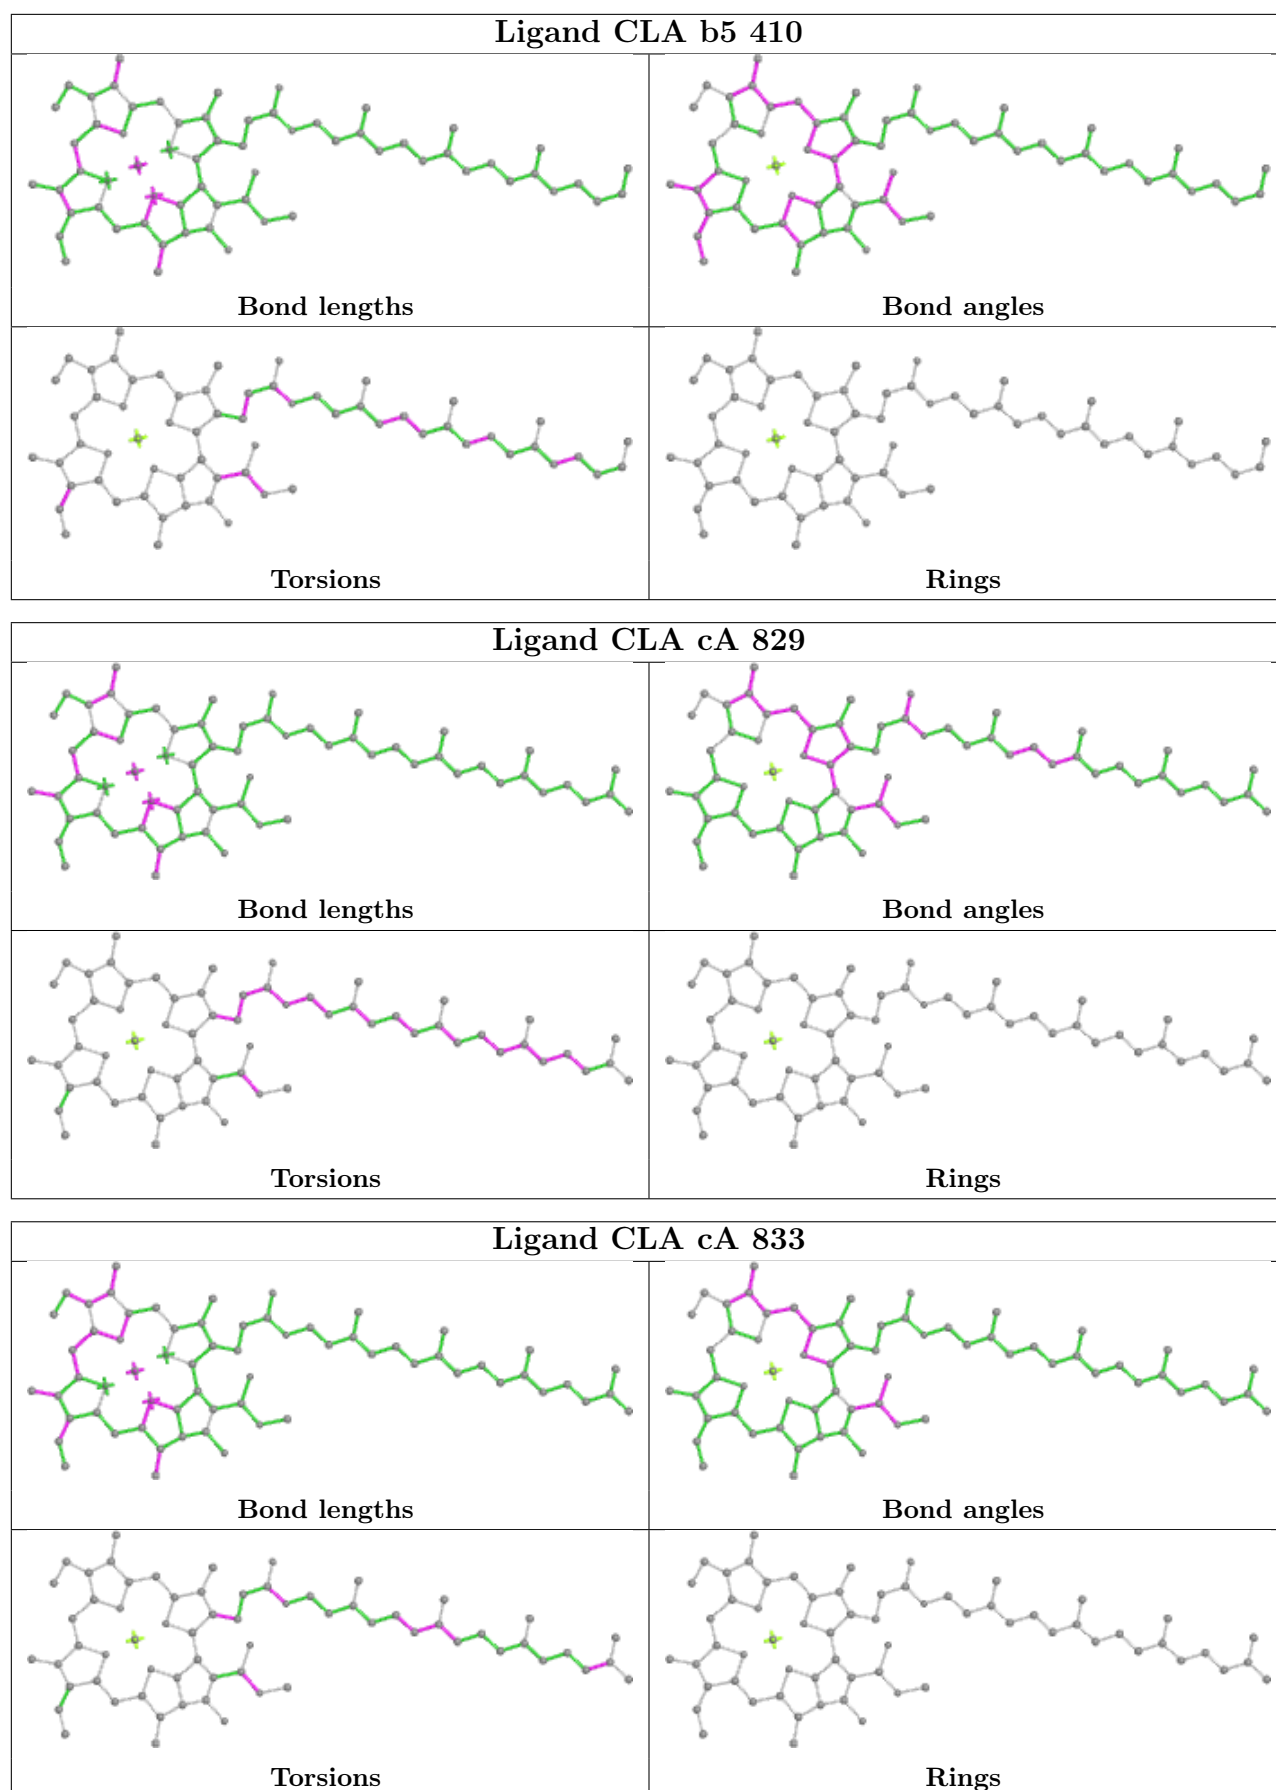 Ligand CLA b5 410
Bond lengths
Bond angles
Torsions
Rings
Ligand CLA cA 829
Bond lengths
Bond angles
Torsions
Rings
Ligand CLA cA 833
Bond lengths
Bond angles
Torsions
Rings